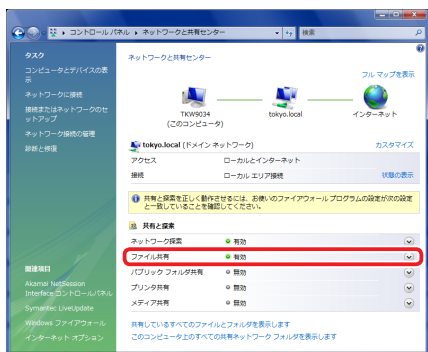 コントロール パネル ▸ ネットワークと共有センター
検索
タスク
コンピュータとデバイスの表
示
ネットワークに接続
接続またはネットワークのセ
ットアップ
ネットワーク接続の管理
診断と修復
ネットワークと共有センター
フル マップを表示
TKW9034
(このコンピュータ)
tokyo.local
インターネット
tokyo.local (ドメイン ネットワーク)
カスタマイズ
アクセス ローカルとインターネット
接続 ローカル エリア接続 状態の表示
共有と探索を正しく動作させるには、お使いのファイアウォール プログラムの設定が次の設定
と一致していることを確認してください。
共有と探索
ネットワーク探索 有効
ファイル共有 有効
パブリック フォルダ共有 無効
プリンタ共有 無効
メディア共有 無効
共有しているすべてのファイルとフォルダを表示します
このコンピュータ上のすべての共有ネットワーク フォルダを表示します
関連項目
Akamai NetSession
Interface コントロールパネル
Symantec LiveUpdate
Windows ファイアウォール
インターネット オプション